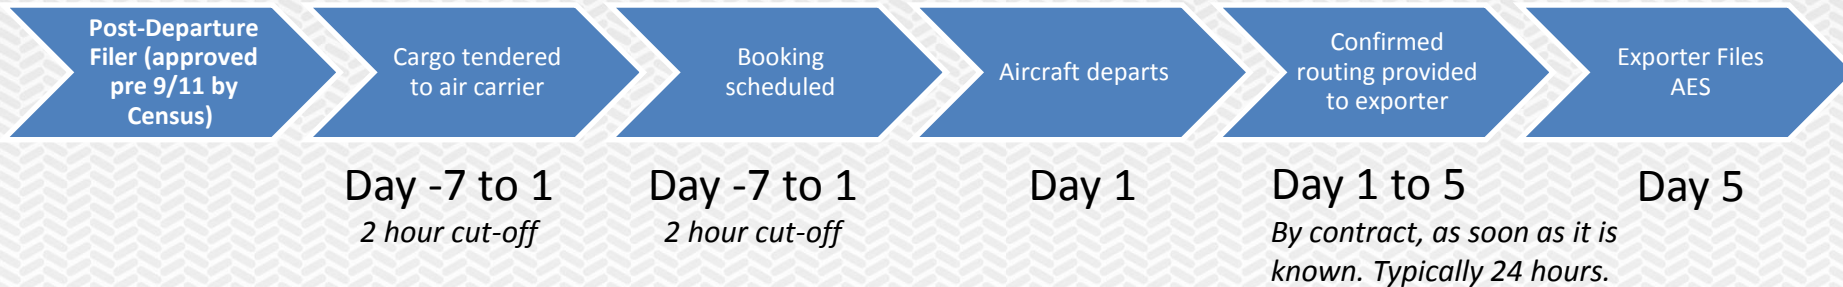 Post-Departure
Filer (approved
pre 9/11 by
Census)
Cargo tendered
to air carrier
Booking
scheduled
Aircraft departs
Confirmed
routing provided
to exporter
Exporter Files
AES
Day -7 to 1
2 hour cut-off
Day -7 to 1
2 hour cut-off
Day 1
Day 1 to 5
By contract, as soon as it is
known. Typically 24 hours.
Day 5